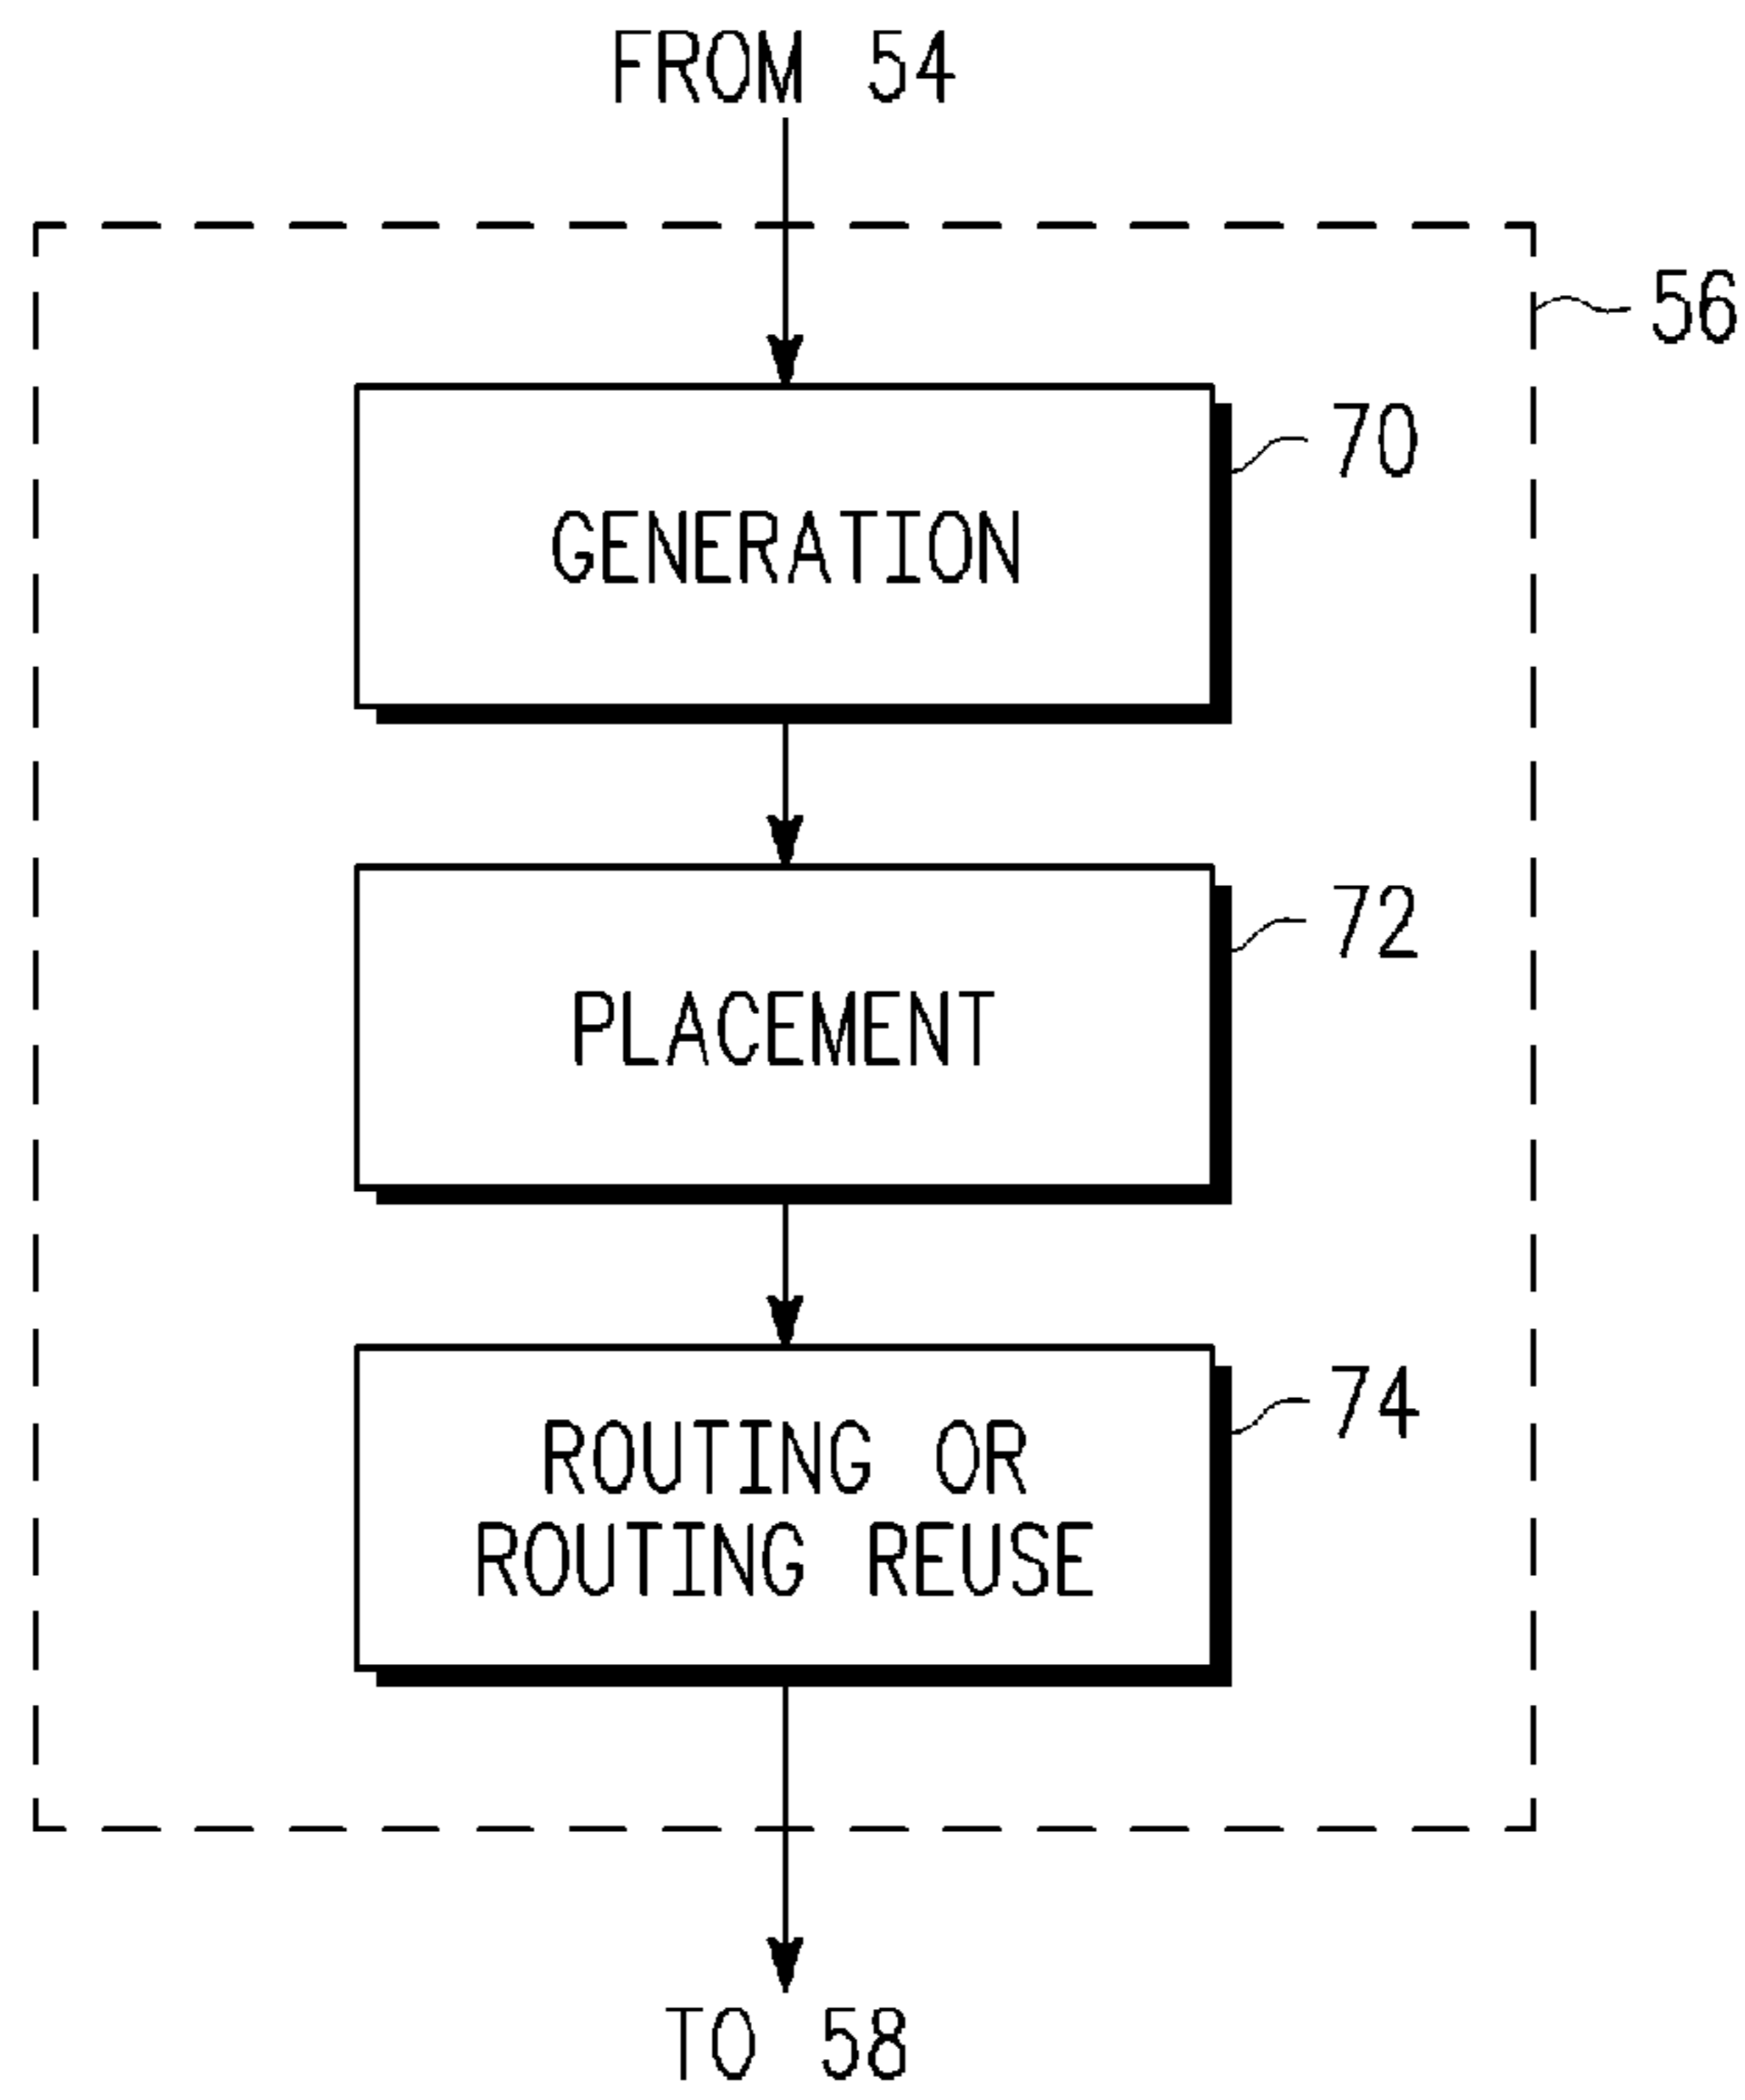 FROM 54
56
70
GENERATION
72
PLACEMENT
74
ROUTING OR
ROUTING REUSE
TO 58